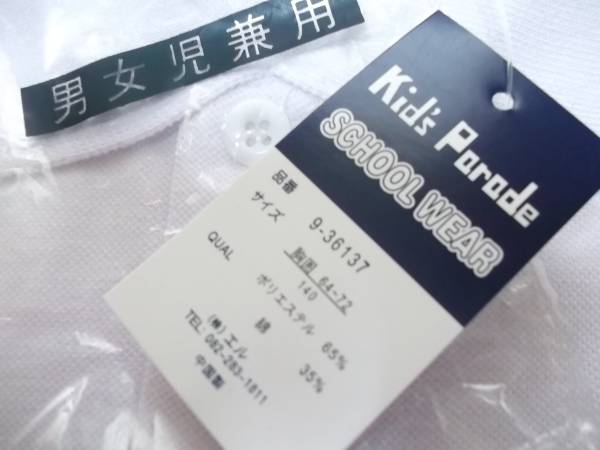 男女児兼用
Kid's Parade
SCHOOL WEAR
品番 9-36137
サイズ 胸囲 64-72
140
QUAL ポリエステル 65%
綿 35%
(株)エル
TEL: 082-283-1811
中国製